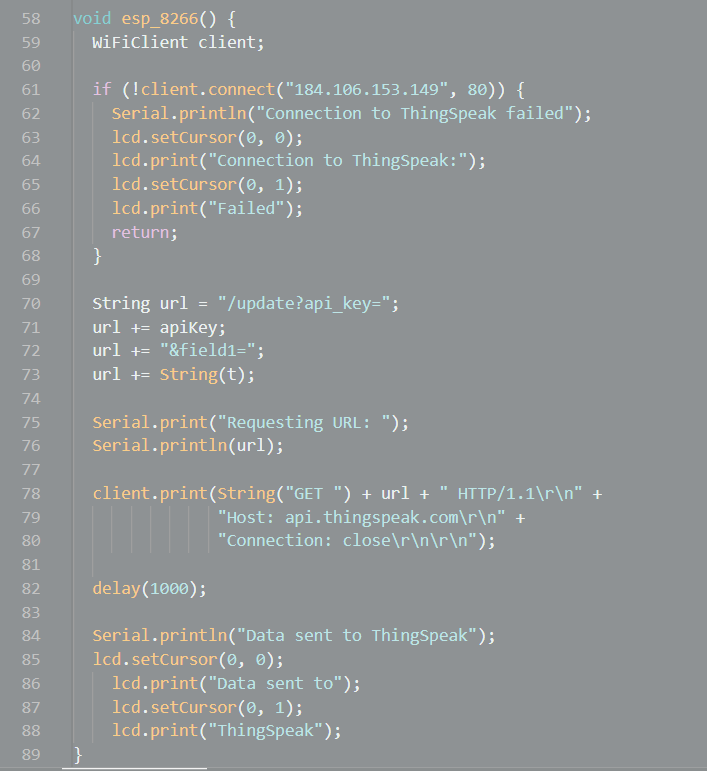 58 void esp_8266() {
59   WiFiClient client;
60
61   if (!client.connect("184.106.153.149", 80)) {
62     Serial.println("Connection to ThingSpeak failed");
63     lcd.setCursor(0, 0);
64     lcd.print("Connection to ThingSpeak:");
65     lcd.setCursor(0, 1);
66     lcd.print("Failed");
67     return;
68   }
69
70   String url = "/update?api_key=";
71   url += apiKey;
72   url += "&field1=";
73   url += String(t);
74
75   Serial.print("Requesting URL: ");
76   Serial.println(url);
77
78   client.print(String("GET ") + url + " HTTP/1.1\r\n" +
79                "Host: api.thingspeak.com\r\n" +
80                "Connection: close\r\n\r\n");
81
82   delay(1000);
83
84   Serial.println("Data sent to ThingSpeak");
85   lcd.setCursor(0, 0);
86     lcd.print("Data sent to");
87     lcd.setCursor(0, 1);
88     lcd.print("ThingSpeak");
89 }